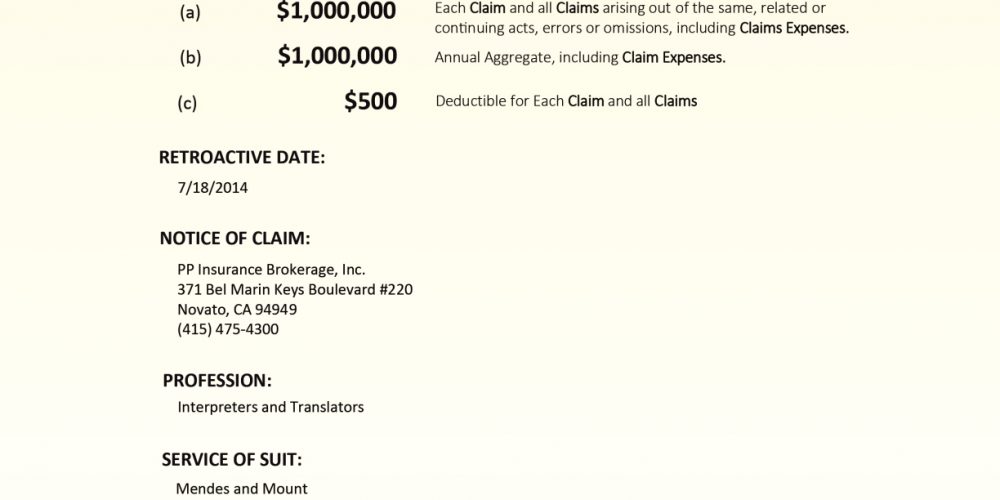 (a) $1,000,000 Each Claim and all Claims arising out of the same, related or
continuing acts, errors or omissions, including Claims Expenses.
(b) $1,000,000 Annual Aggregate, including Claim Expenses.
(c) $500 Deductible for Each Claim and all Claims
RETROACTIVE DATE:
7/18/2014
NOTICE OF CLAIM:
PP Insurance Brokerage, Inc.
371 Bel Marin Keys Boulevard #220
Novato, CA 94949
(415) 475-4300
PROFESSION:
Interpreters and Translators
SERVICE OF SUIT:
Mendes and Mount